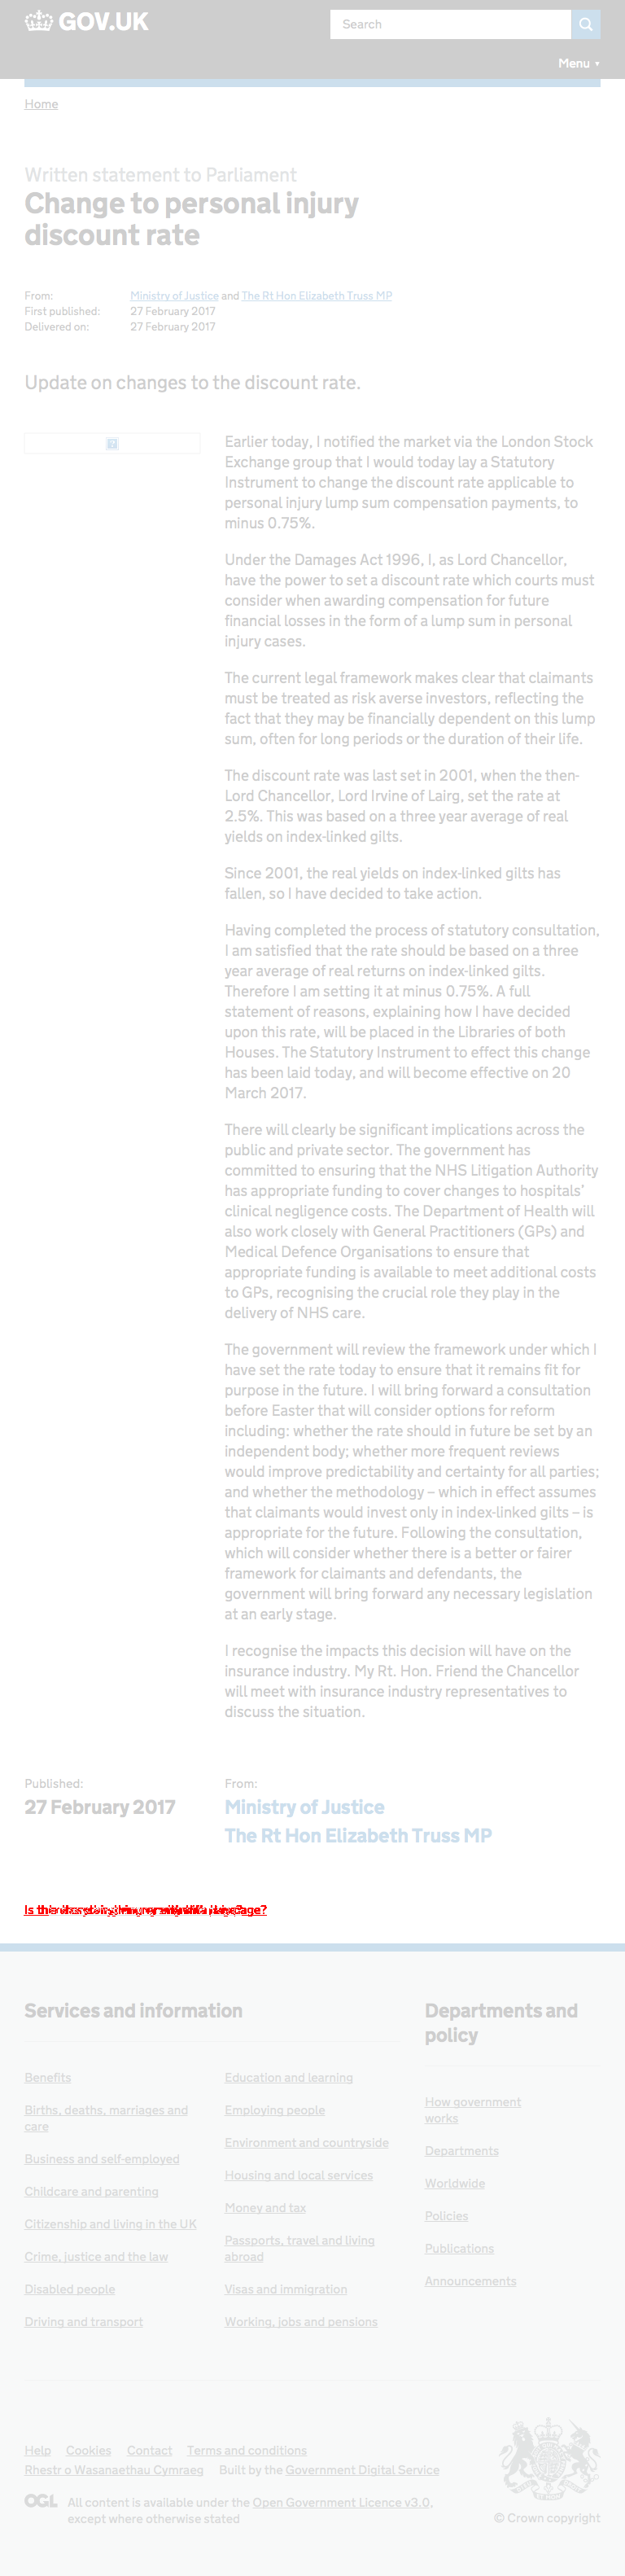 GOV.UK
Search
Menu ▼
Home
Written statement to Parliament
Change to personal injury
discount rate
From: Ministry of Justice and The Rt Hon Elizabeth Truss MP
First published: 27 February 2017
Delivered on: 27 February 2017
Update on changes to the discount rate.
Earlier today, I notified the market via the London Stock
Exchange group that I would today lay a Statutory
Instrument to change the discount rate applicable to
personal injury lump sum compensation payments, to
minus 0.75%.
Under the Damages Act 1996, I, as Lord Chancellor,
have the power to set a discount rate which courts must
consider when awarding compensation for future
financial losses in the form of a lump sum in personal
injury cases.
The current legal framework makes clear that claimants
must be treated as risk averse investors, reflecting the
fact that they may be financially dependent on this lump
sum, often for long periods or the duration of their life.
The discount rate was last set in 2001, when the then-
Lord Chancellor, Lord Irvine of Lairg, set the rate at
2.5%. This was based on a three year average of real
yields on index-linked gilts.
Since 2001, the real yields on index-linked gilts has
fallen, so I have decided to take action.
Having completed the process of statutory consultation,
I am satisfied that the rate should be based on a three
year average of real returns on index-linked gilts.
Therefore I am setting it at minus 0.75%. A full
statement of reasons, explaining how I have decided
upon this rate, will be placed in the Libraries of both
Houses. The Statutory Instrument to effect this change
has been laid today, and will become effective on 20
March 2017.
There will clearly be significant implications across the
public and private sector. The government has
committed to ensuring that the NHS Litigation Authority
has appropriate funding to cover changes to hospitals'
clinical negligence costs. The Department of Health will
also work closely with General Practitioners (GPs) and
Medical Defence Organisations to ensure that
appropriate funding is available to meet additional costs
to GPs, recognising the crucial role they play in the
delivery of NHS care.
The government will review the framework under which I
have set the rate today to ensure that it remains fit for
purpose in the future. I will bring forward a consultation
before Easter that will consider options for reform
including: whether the rate should in future be set by an
independent body; whether more frequent reviews
would improve predictability and certainty for all parties;
and whether the methodology – which in effect assumes
that claimants would invest only in index-linked gilts – is
appropriate for the future. Following the consultation,
which will consider whether there is a better or fairer
framework for claimants and defendants, the
government will bring forward any necessary legislation
at an early stage.
I recognise the impacts this decision will have on the
insurance industry. My Rt. Hon. Friend the Chancellor
will meet with insurance industry representatives to
discuss the situation.
Published: From:
27 February 2017 Ministry of Justice
The Rt Hon Elizabeth Truss MP
Services and information
Benefits
Births, deaths, marriages and
care
Business and self-employed
Childcare and parenting
Citizenship and living in the UK
Crime, justice and the law
Disabled people
Driving and transport
Education and learning
Employing people
Environment and countryside
Housing and local services
Money and tax
Passports, travel and living
abroad
Visas and immigration
Working, jobs and pensions
Departments and
policy
How government
works
Departments
Worldwide
Policies
Publications
Announcements
Help Cookies Contact Terms and conditions
Rhestr o Wasanaethau Cymraeg Built by the Government Digital Service
OGL All content is available under the Open Government Licence v3.0,
except where otherwise stated
© Crown copyright